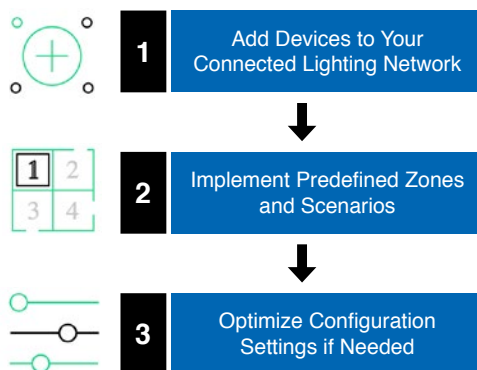 1
Add Devices to Your
Connected Lighting Network
1 2
3 4
2
Implement Predefined Zones
and Scenarios
3
Optimize Configuration
Settings if Needed